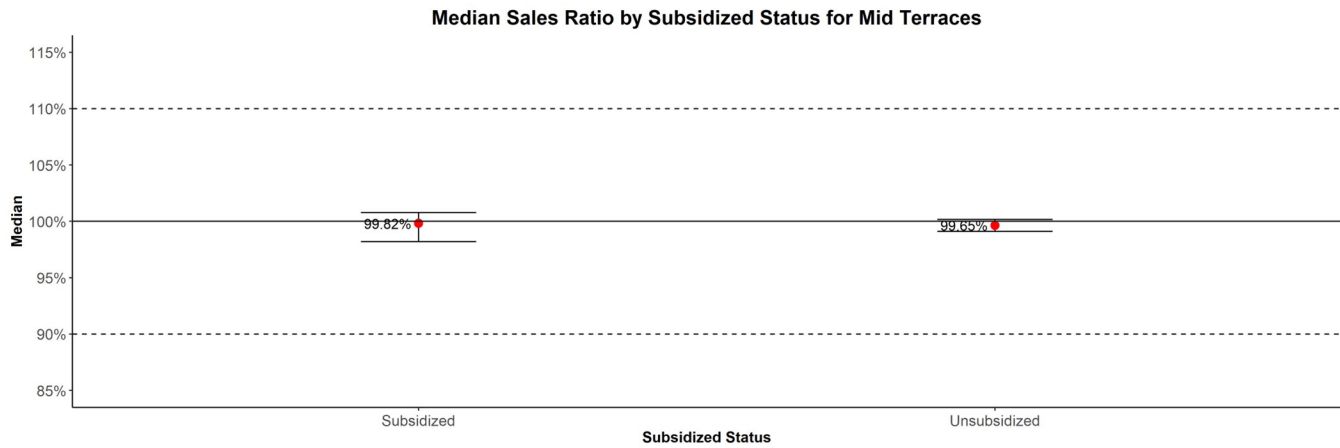 Median Sales Ratio by Subsidized Status for Mid Terraces
115%
110%
105%
100%
95%
90%
85%
Median
99.82%
99.65%
Subsidized
Unsubsidized
Subsidized Status